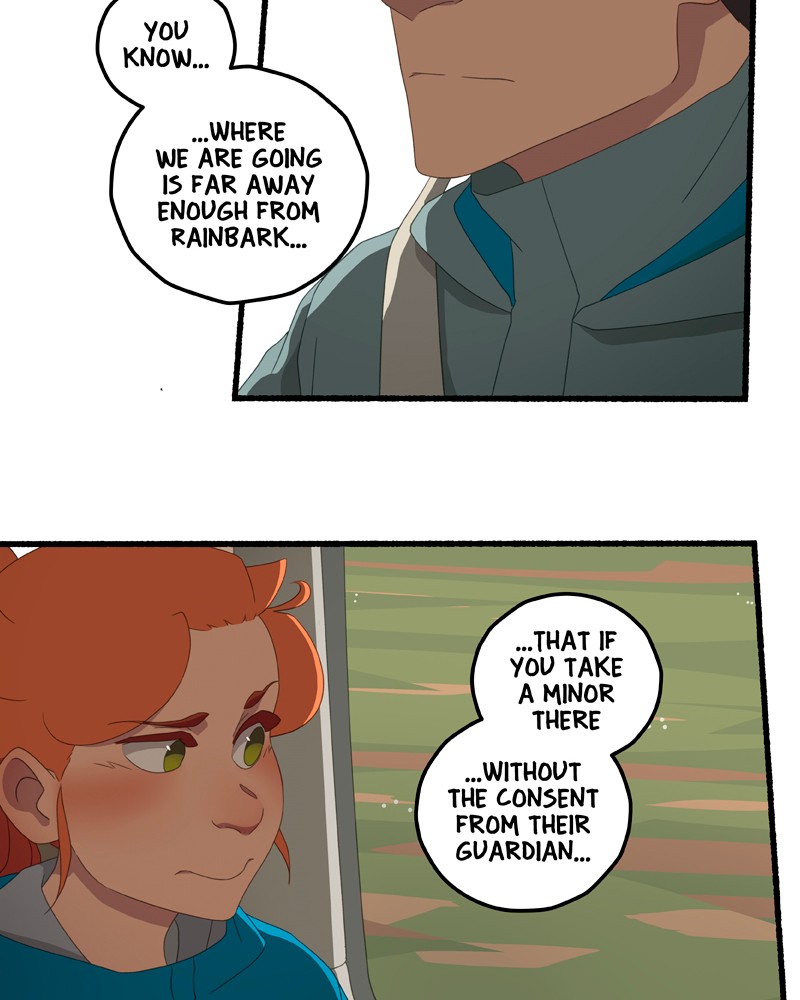 YOU
KNOW...
...WHERE
WE ARE GOING
IS FAR AWAY
ENOUGH FROM
RAINBARK...
...THAT IF
YOU TAKE
A MINOR
THERE
...WITHOUT
THE CONSENT
FROM THEIR
GUARDIAN...